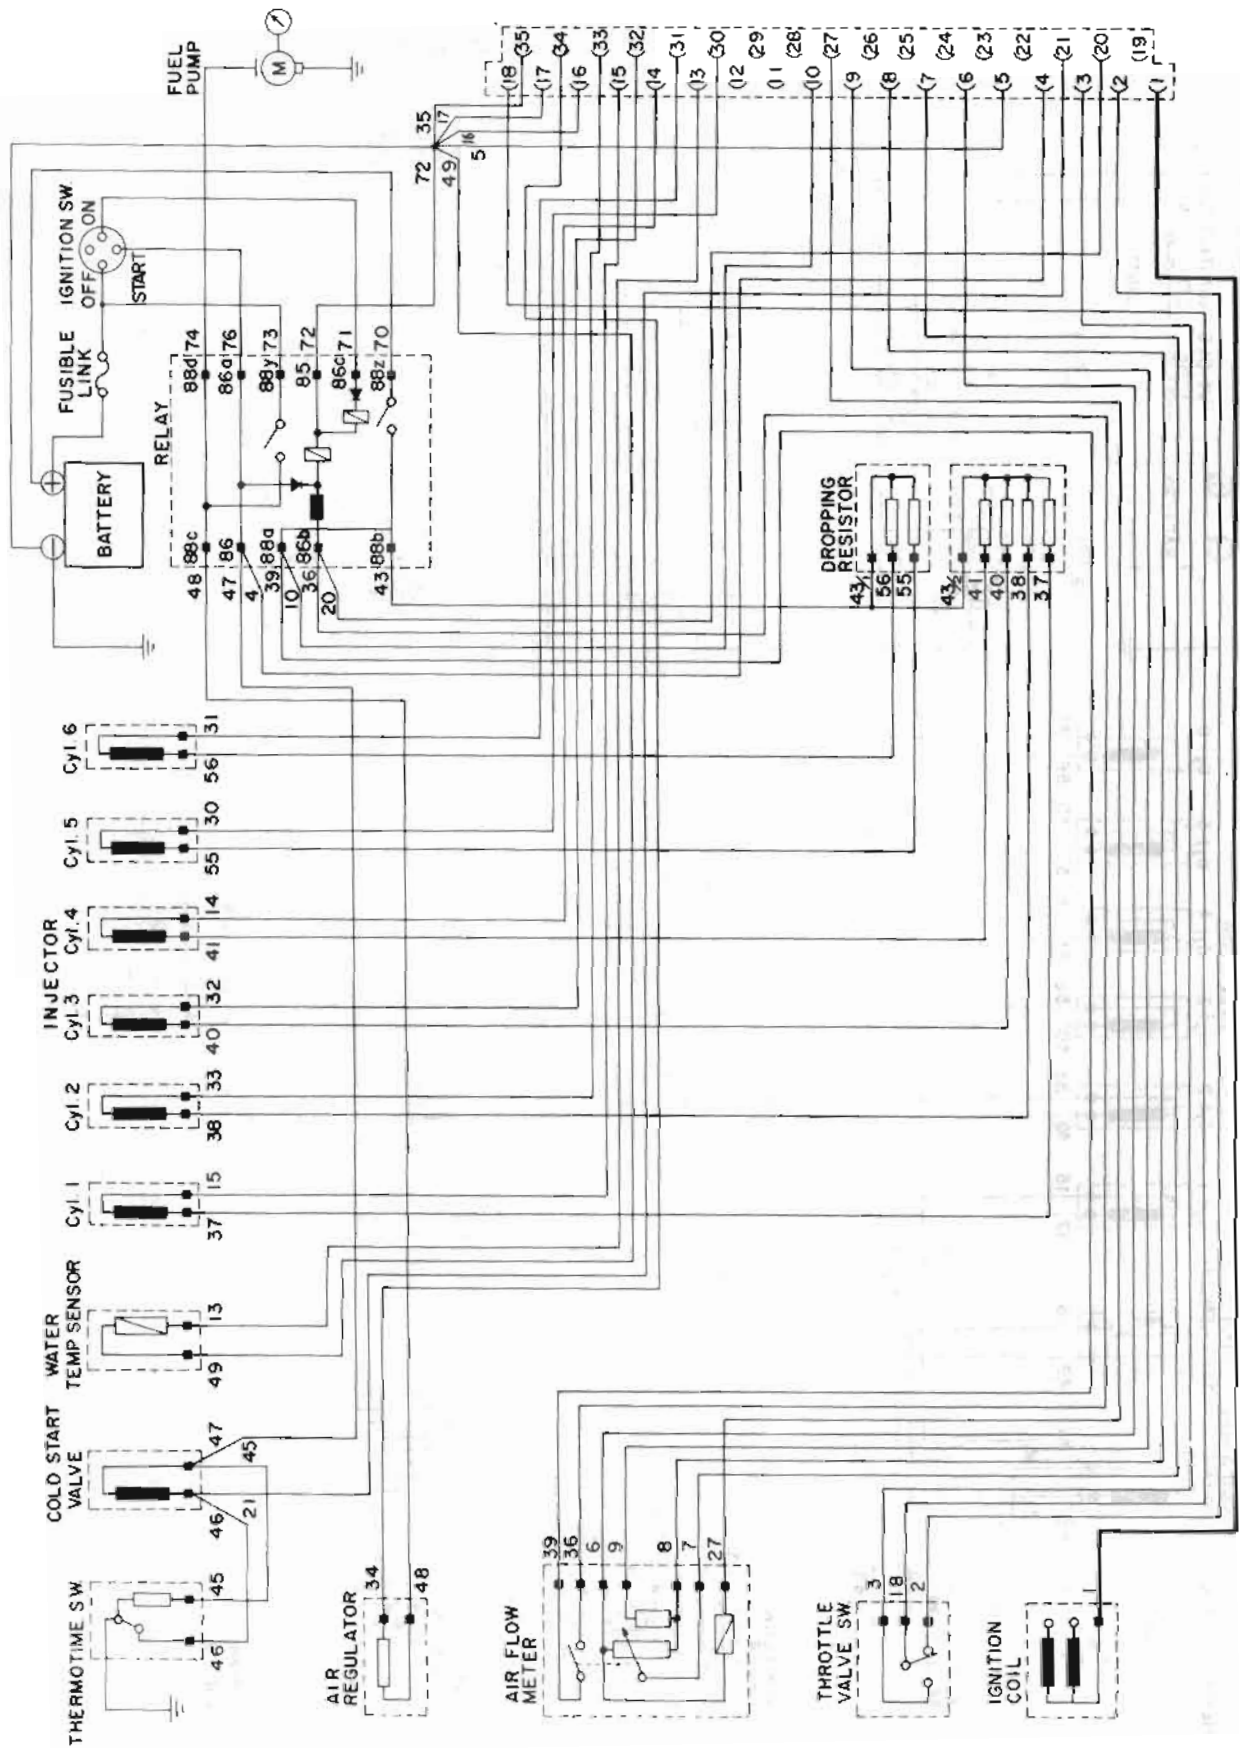 THERMOTIME SW.
46
45
COLD START
VALVE
46
21
47
45
WATER
TEMP SENSOR
49
13
INJECTOR
Cyl. 1
37
15
Cyl. 2
38
33
Cyl. 3
40
32
Cyl. 4
41
14
Cyl. 5
55
30
Cyl. 6
56
31
BATTERY
FUSIBLE
LINK
IGNITION SW.
OFF
ON
START
FUEL
PUMP
M
RELAY
48
88c
47
86
4
39
88a
10
36
86b
20
43
88b
88d
74
86a
76
88y
73
85
72
86c
71
88z
70
72
49
35
17
16
5
AIR
REGULATOR
34
48
DROPPING
RESISTOR
43/1
56
55
43/2
41
40
38
37
AIR FLOW
METER
39
36
6
9
8
7
27
THROTTLE
VALVE SW.
3
18
2
IGNITION
COIL
1
(35
(34
(33
(32
(31
(30
(29
(28
(27
(26
(25
(24
(23
(22
(21
(20
(19
(18
(17
(16
(15
(14
(13
(12
(11
(10
(9
(8
(7
(6
(5
(4
(3
(2
(1